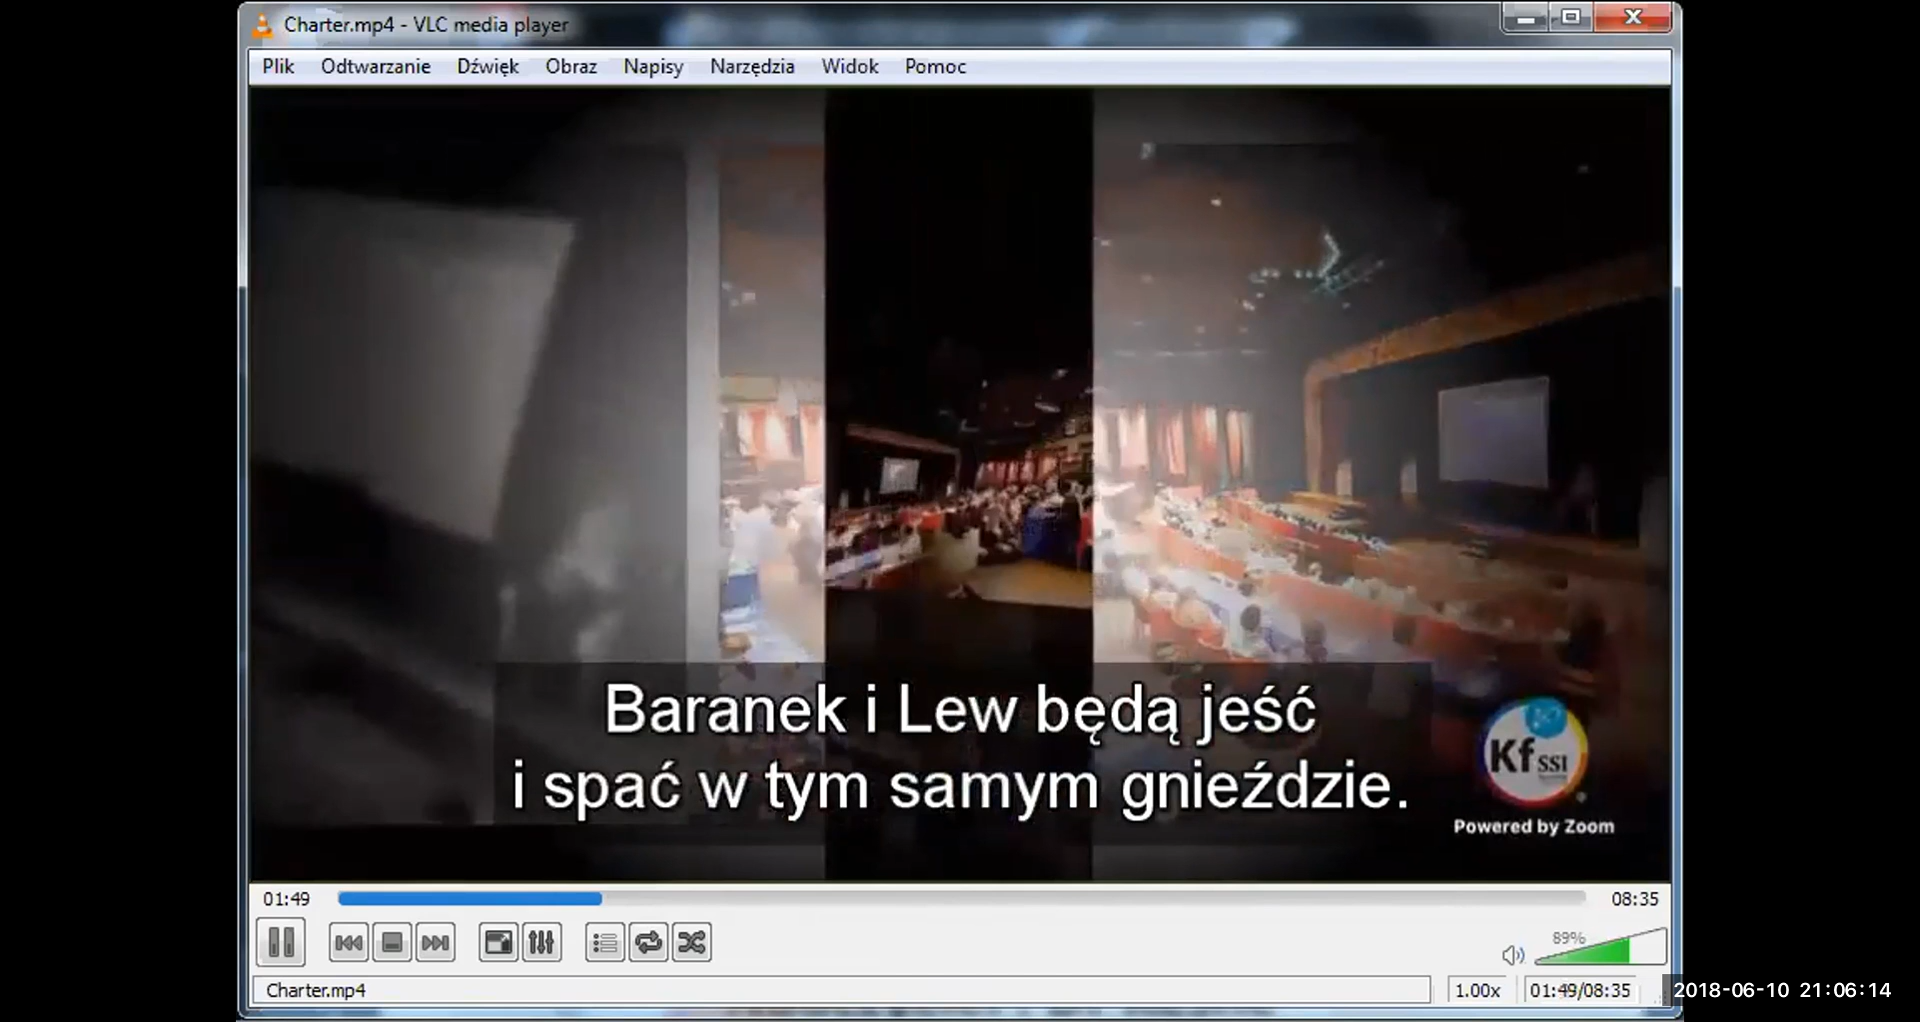 Charter.mp4 - VLC media player
Plik Odtwarzanie Dźwięk Obraz Napisy Narzędzia Widok Pomoc
Baranek i Lew będą jeść
i spać w tym samym gnieździe.
Kf SSI
Powered by Zoom
01:49 08:35
89%
Charter.mp4 1.00x 01:49/08:35
2018-06-10 21:06:14